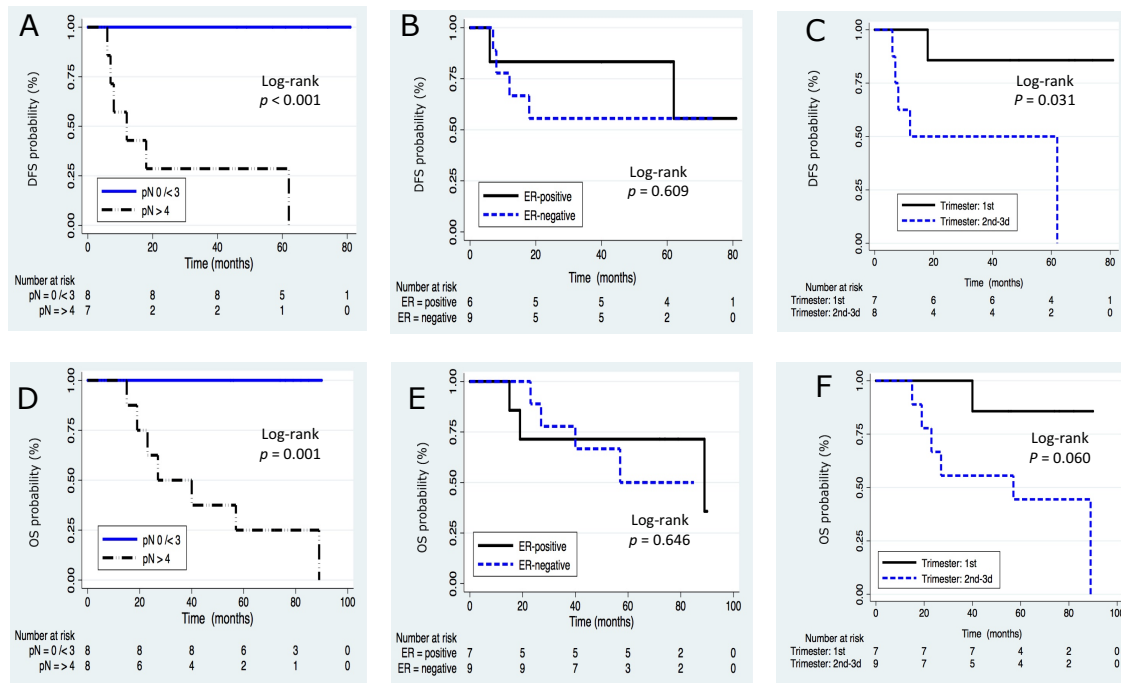 A
DFS probability (%)
1.00
0.75
0.50
0.25
0.00
Log-rank
p < 0.001
pN 0 /< 3
pN > 4
0 20 40 60 80
Time (months)
Number at risk
pN = 0 /< 3 8 8 8 5 1
pN = > 4 7 2 2 1 0
B
DFS probability (%)
1.00
0.75
0.50
0.25
0.00
Log-rank
p = 0.609
ER-positive
ER-negative
0 20 40 60 80
Time (months)
Number at risk
ER = positive 6 5 5 4 1
ER = negative 9 5 5 2 0
C
DFS probability (%)
1.00
0.75
0.50
0.25
0.00
Log-rank
P = 0.031
Trimester: 1st
Trimester: 2nd-3d
0 20 40 60 80
Time (months)
Number at risk
Trimester: 1st 7 6 6 4 1
Trimester: 2nd-3d 8 4 4 2 0
D
OS probability (%)
1.00
0.75
0.50
0.25
0.00
Log-rank
p = 0.001
pN 0 /< 3
pN > 4
0 20 40 60 80 100
Time (months)
Number at risk
pN = 0 /< 3 8 8 8 6 3 0
pN = > 4 8 6 4 2 1 0
E
OS probability (%)
1.00
0.75
0.50
0.25
0.00
Log-rank
p = 0.646
ER-positive
ER-negative
0 20 40 60 80 100
Time (months)
Number at risk
ER = positive 7 5 5 5 2 0
ER = negative 9 9 7 3 2 0
F
OS probability (%)
1.00
0.75
0.50
0.25
0.00
Log-rank
P = 0.060
Trimester: 1st
Trimester: 2nd-3d
0 20 40 60 80 100
Time (months)
Number at risk
Trimester: 1st 7 7 7 4 2 0
Trimester: 2nd-3d 9 7 5 4 2 0